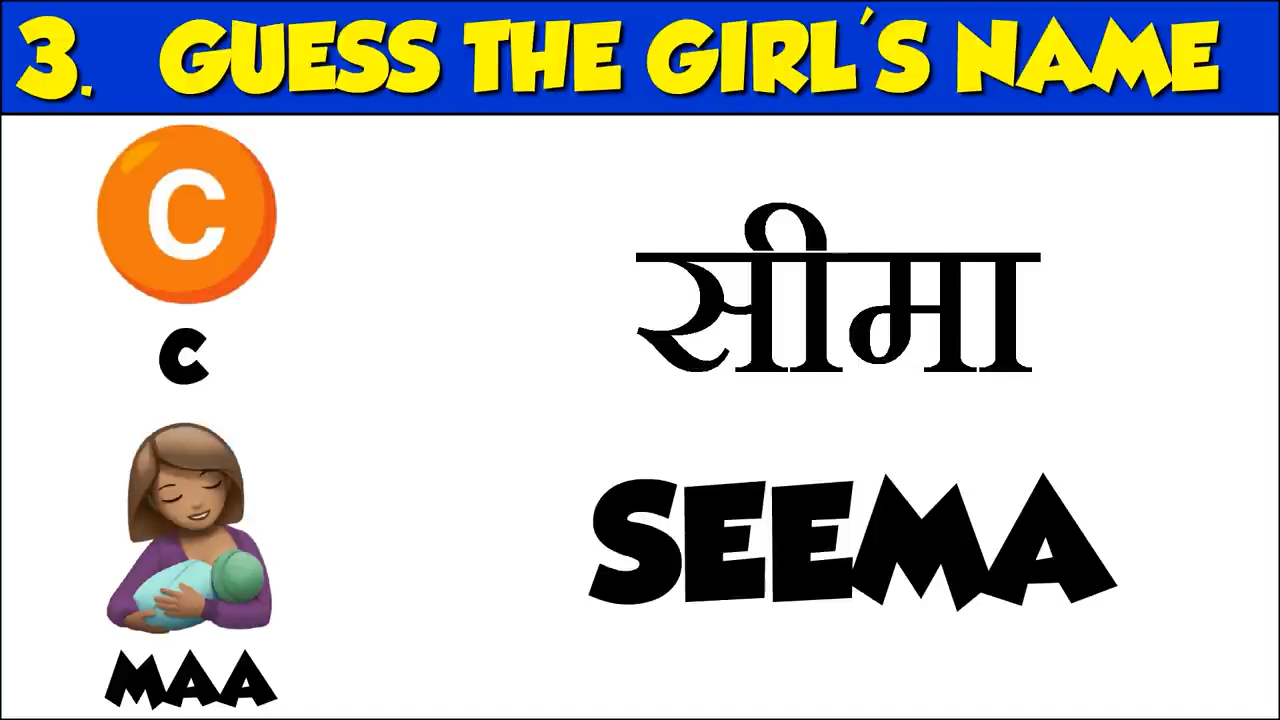 3. GUESS THE GIRL'S NAME
C
C
MAA
सीमा
SEEMA